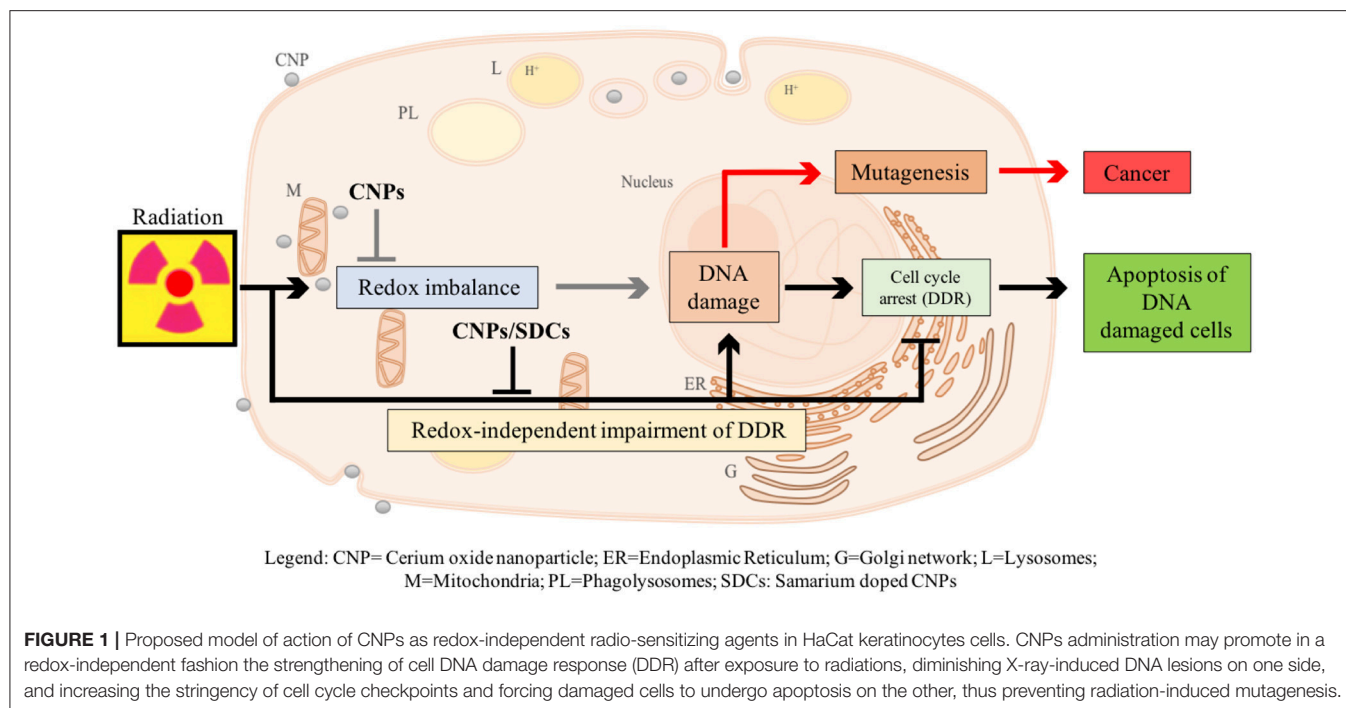 CNP
L
H⁺
H⁺
PL
M
CNPs
Nucleus
Mutagenesis
Cancer
Radiation
Redox imbalance
DNA
damage
Cell cycle
arrest (DDR)
Apoptosis of
DNA
damaged cells
CNPs/SDCs
ER
Redox-independent impairment of DDR
G
Legend: CNP= Cerium oxide nanoparticle; ER=Endoplasmic Reticulum; G=Golgi network; L=Lysosomes;
M=Mitochondria; PL=Phagolysosomes; SDCs: Samarium doped CNPs
FIGURE 1 | Proposed model of action of CNPs as redox-independent radio-sensitizing agents in HaCat keratinocytes cells. CNPs administration may promote in a
redox-independent fashion the strengthening of cell DNA damage response (DDR) after exposure to radiations, diminishing X-ray-induced DNA lesions on one side,
and increasing the stringency of cell cycle checkpoints and forcing damaged cells to undergo apoptosis on the other, thus preventing radiation-induced mutagenesis.